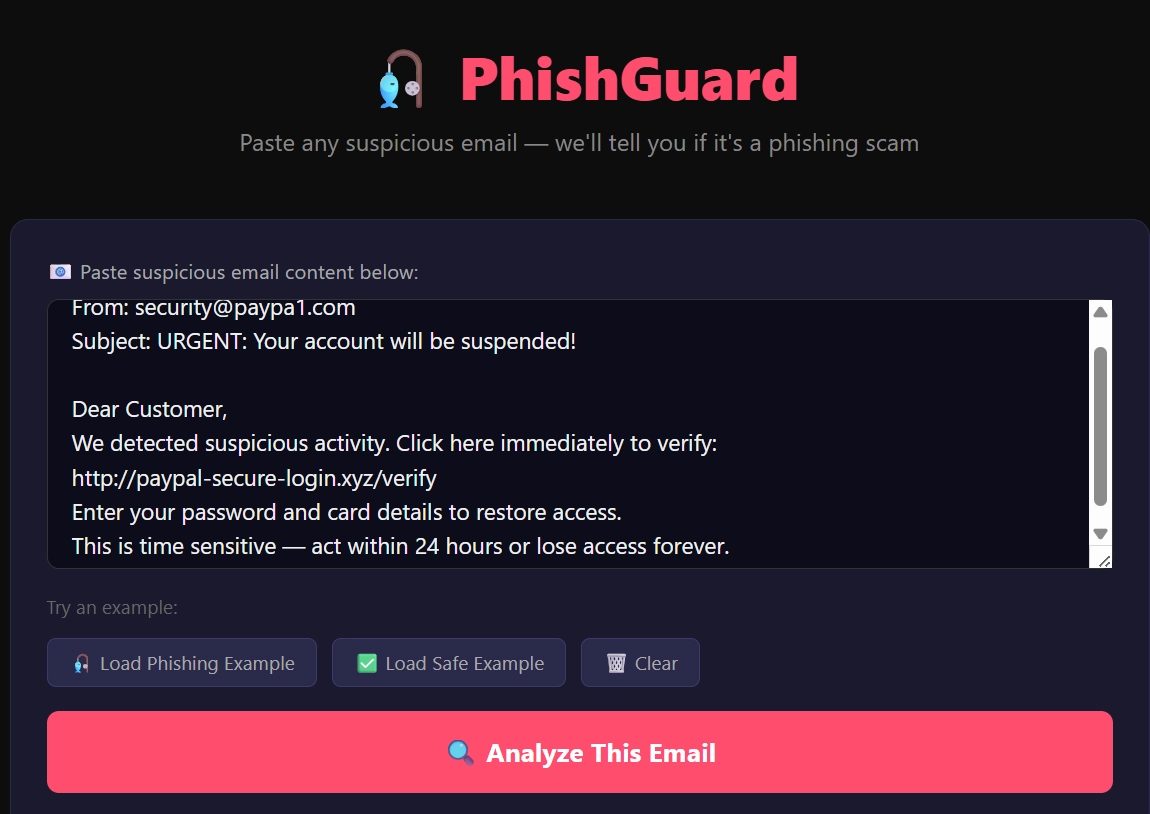 PhishGuard
Paste any suspicious email — we'll tell you if it's a phishing scam
Paste suspicious email content below:
From: security@paypa1.com
Subject: URGENT: Your account will be suspended!
Dear Customer,
We detected suspicious activity. Click here immediately to verify:
http://paypal-secure-login.xyz/verify
Enter your password and card details to restore access.
This is time sensitive — act within 24 hours or lose access forever.
Try an example:
Load Phishing Example
Load Safe Example
Clear
Analyze This Email